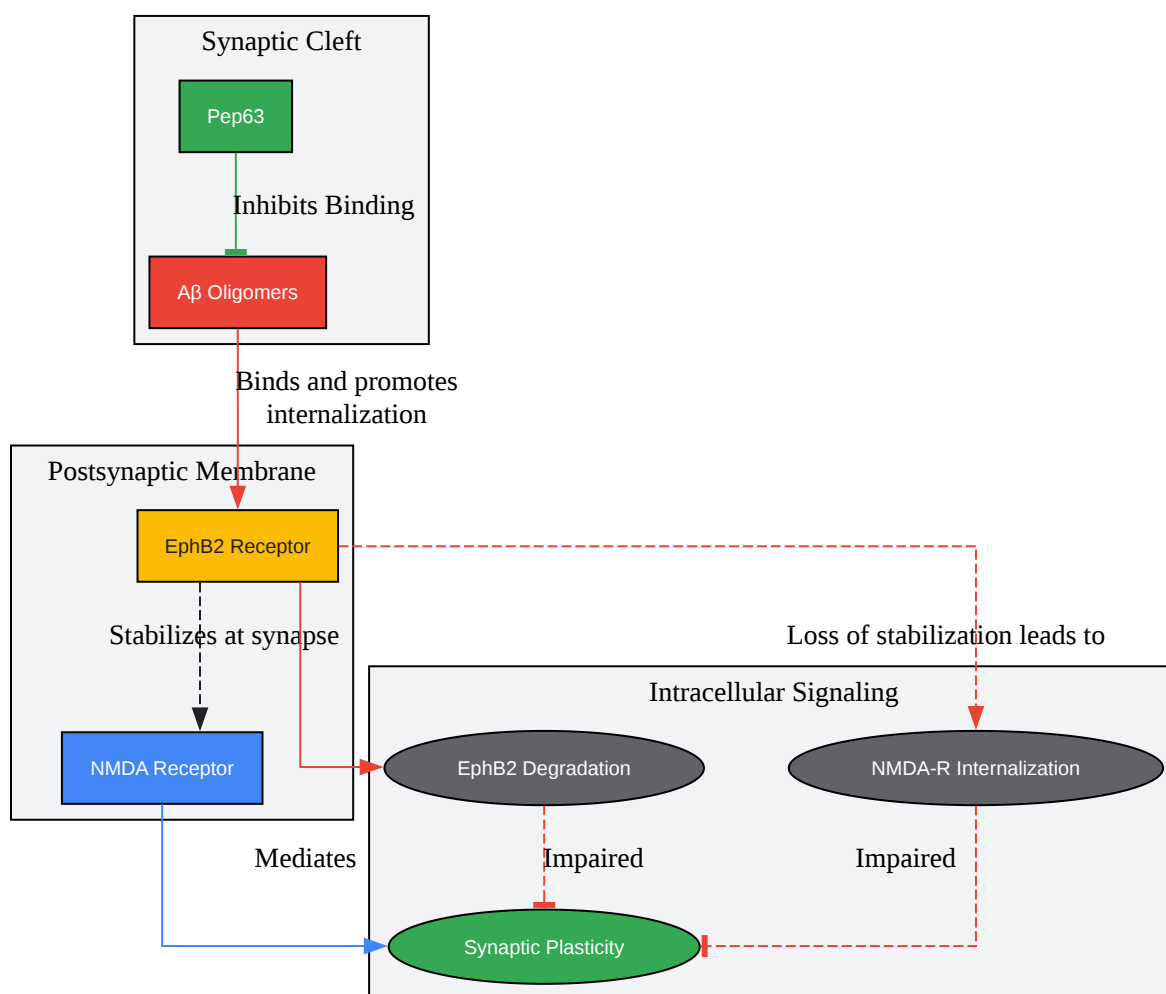 Synaptic Cleft
Pep63
Inhibits Binding
Aβ Oligomers
Binds and promotes
internalization
Postsynaptic Membrane
EphB2 Receptor
Stabilizes at synapse
Loss of stabilization leads to
Intracellular Signaling
NMDA Receptor
EphB2 Degradation
NMDA-R Internalization
Mediates
Impaired
Impaired
Synaptic Plasticity